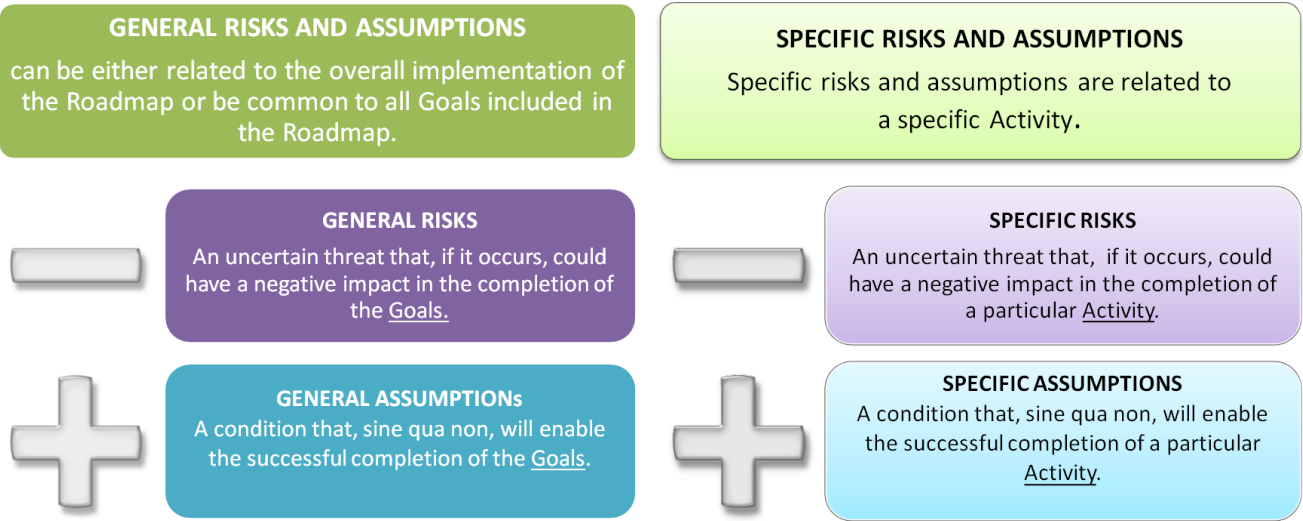 GENERAL RISKS AND ASSUMPTIONS
can be either related to the overall implementation of
the Roadmap or be common to all Goals included in
the Roadmap.
SPECIFIC RISKS AND ASSUMPTIONS
Specific risks and assumptions are related to
a specific Activity.
GENERAL RISKS
An uncertain threat that, if it occurs, could
have a negative impact in the completion of
the Goals.
SPECIFIC RISKS
An uncertain threat that, if it occurs, could
have a negative impact in the completion of
a particular Activity.
GENERAL ASSUMPTIONs
A condition that, sine qua non, will enable
the successful completion of the Goals.
SPECIFIC ASSUMPTIONS
A condition that, sine qua non, will enable
the successful completion of a particular
Activity.